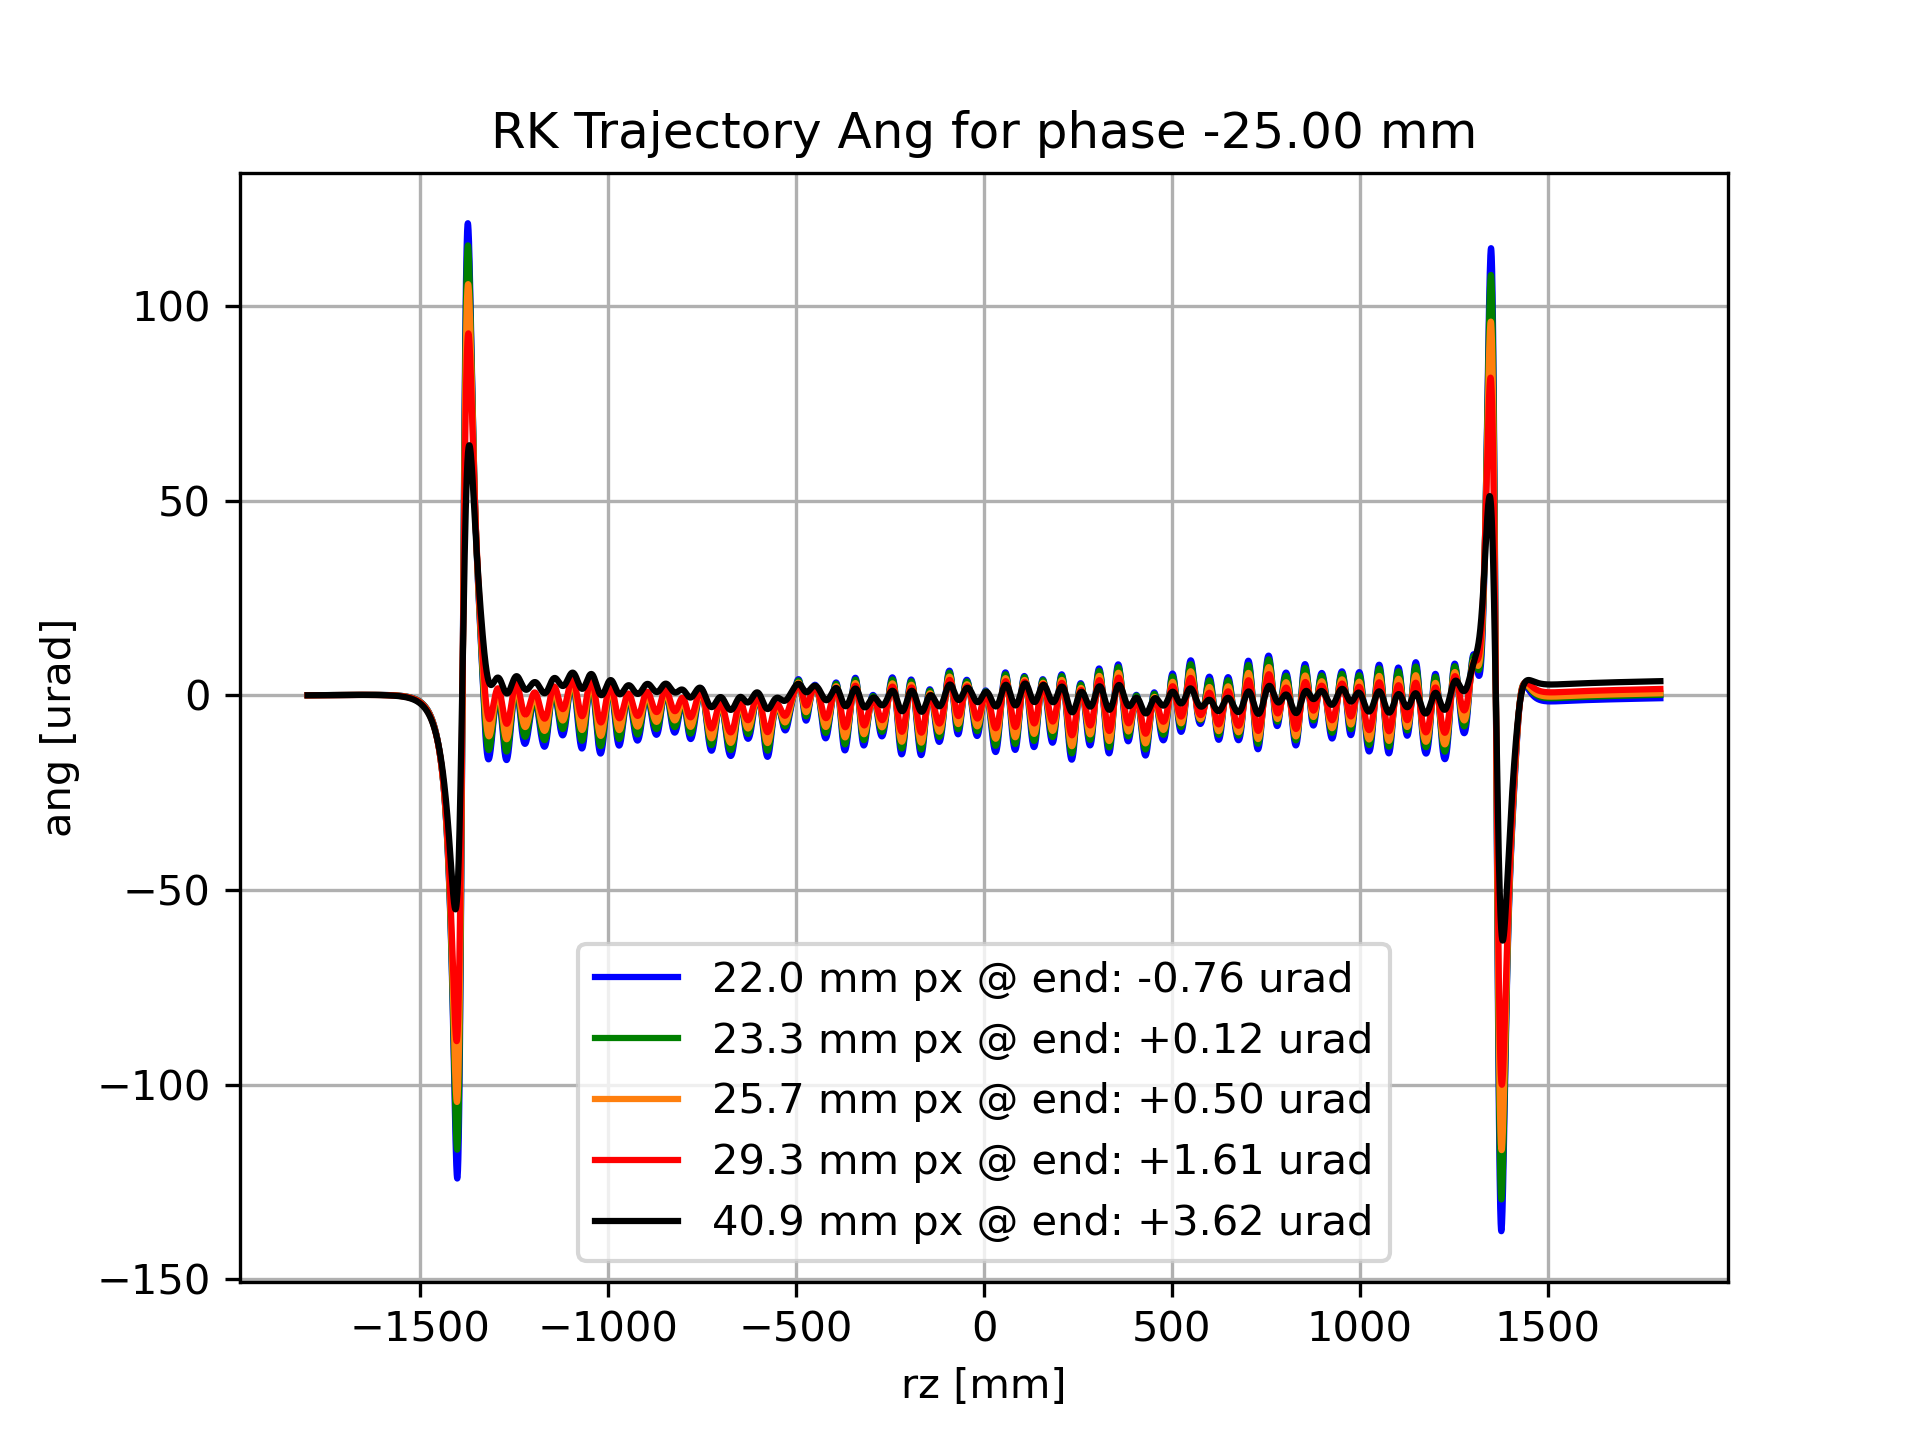 RK Trajectory Ang for phase -25.00 mm
100
50
0
−50
−100
−150
ang [urad]
22.0 mm px @ end: -0.76 urad
23.3 mm px @ end: +0.12 urad
25.7 mm px @ end: +0.50 urad
29.3 mm px @ end: +1.61 urad
40.9 mm px @ end: +3.62 urad
−1500 −1000 −500 0 500 1000 1500
rz [mm]